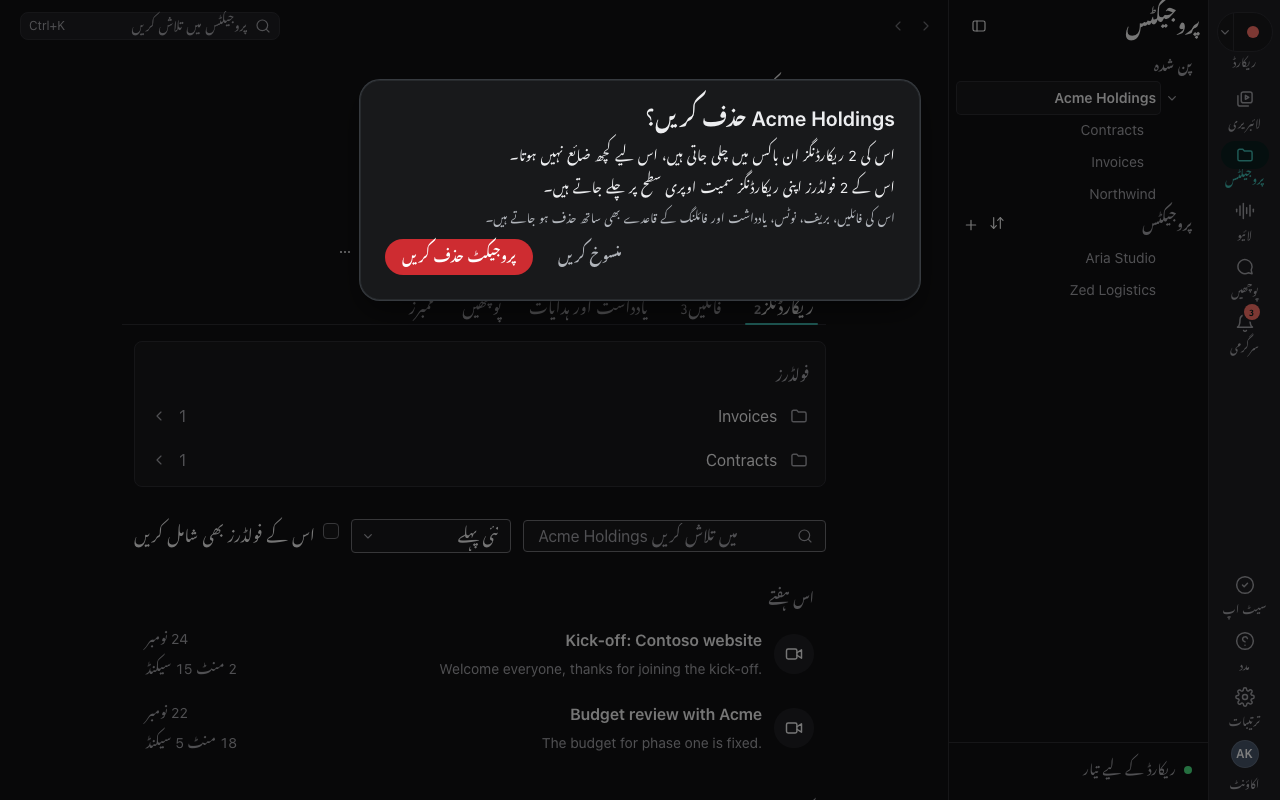 ریکارڈ
لائبریری
پروجیکٹس
لائیو
پوچھیں
3
سرگرمی
سیٹ اپ
مدد
ترتیبات
AK
اکاؤنٹ
پروجیکٹس
پن شدہ
Acme Holdings
Contracts
Invoices
Northwind
پروجیکٹس
Aria Studio
Zed Logistics
ریکارڈ کے لیے تیار
پروجیکٹس میں تلاش کریں
Ctrl+K
Acme Holdings حذف کریں؟
اس کی 2 ریکارڈنگز ان باکس میں چلی جاتی ہیں، اس لیے کچھ ضائع نہیں ہوتا۔
اس کے 2 فولڈرز اپنی ریکارڈنگز سمیت اوپری سطح پر چلے جاتے ہیں۔
اس کی فائلیں، بریف، نوٹس، یادداشت اور فائلنگ کے قاعدے بھی ساتھ حذف ہو جاتے ہیں۔
منسوخ کریں
پروجیکٹ حذف کریں
ریکارڈنگز 2
فائلیں 3
یادداشت اور ہدایات
پوچھیں
ممبرز
فولڈرز
Invoices 1
Contracts 1
Acme Holdings میں تلاش کریں
نئی پہلے
اس کے فولڈرز بھی شامل کریں
اس ہفتے
Kick-off: Contoso website
24 نومبر
Welcome everyone, thanks for joining the kick-off.
2 منٹ 15 سیکنڈ
Budget review with Acme
22 نومبر
The budget for phase one is fixed.
18 منٹ 5 سیکنڈ